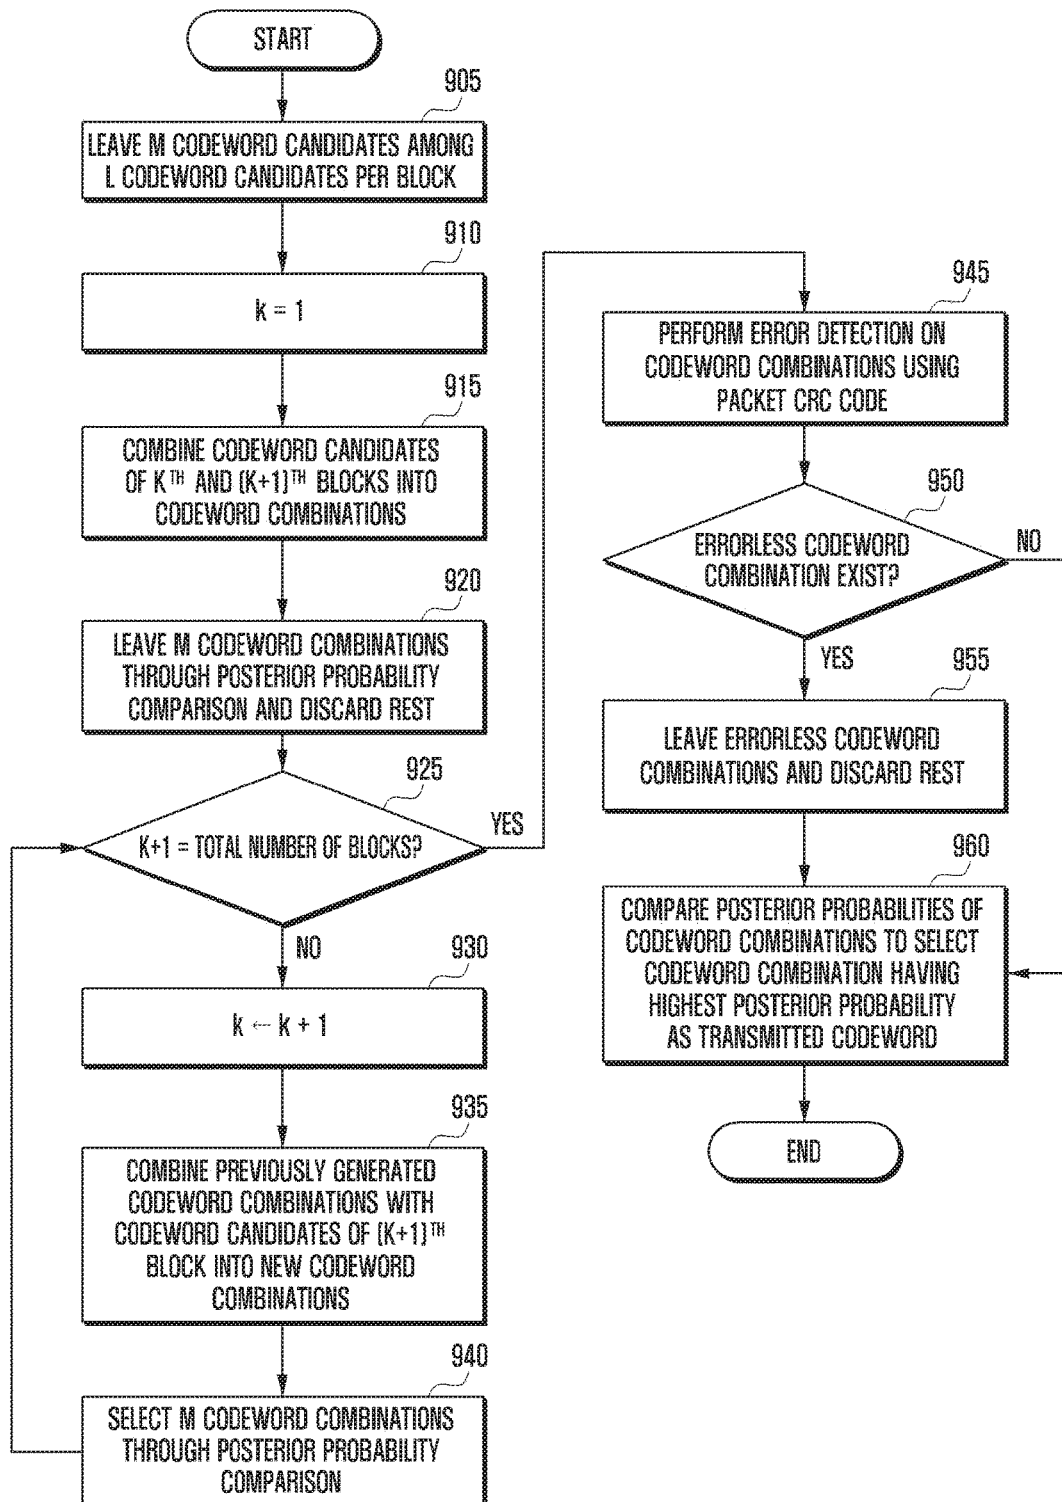 START
905
LEAVE M CODEWORD CANDIDATES AMONG
L CODEWORD CANDIDATES PER BLOCK
910
k = 1
915
COMBINE CODEWORD CANDIDATES
OF KTH AND (K+1)TH BLOCKS INTO
CODEWORD COMBINATIONS
920
LEAVE M CODEWORD COMBINATIONS
THROUGH POSTERIOR PROBABILITY
COMPARISON AND DISCARD REST
925
K+1 = TOTAL NUMBER OF BLOCKS?
YES
NO
930
k ← k + 1
935
COMBINE PREVIOUSLY GENERATED
CODEWORD COMBINATIONS WITH
CODEWORD CANDIDATES OF (K+1)TH
BLOCK INTO NEW CODEWORD
COMBINATIONS
940
SELECT M CODEWORD COMBINATIONS
THROUGH POSTERIOR PROBABILITY
COMPARISON
945
PERFORM ERROR DETECTION ON
CODEWORD COMBINATIONS USING
PACKET CRC CODE
950
ERRORLESS CODEWORD
COMBINATION EXIST?
NO
YES
955
LEAVE ERRORLESS CODEWORD
COMBINATIONS AND DISCARD REST
960
COMPARE POSTERIOR PROBABILITIES OF
CODEWORD COMBINATIONS TO SELECT
CODEWORD COMBINATION HAVING
HIGHEST POSTERIOR PROBABILITY
AS TRANSMITTED CODEWORD
END